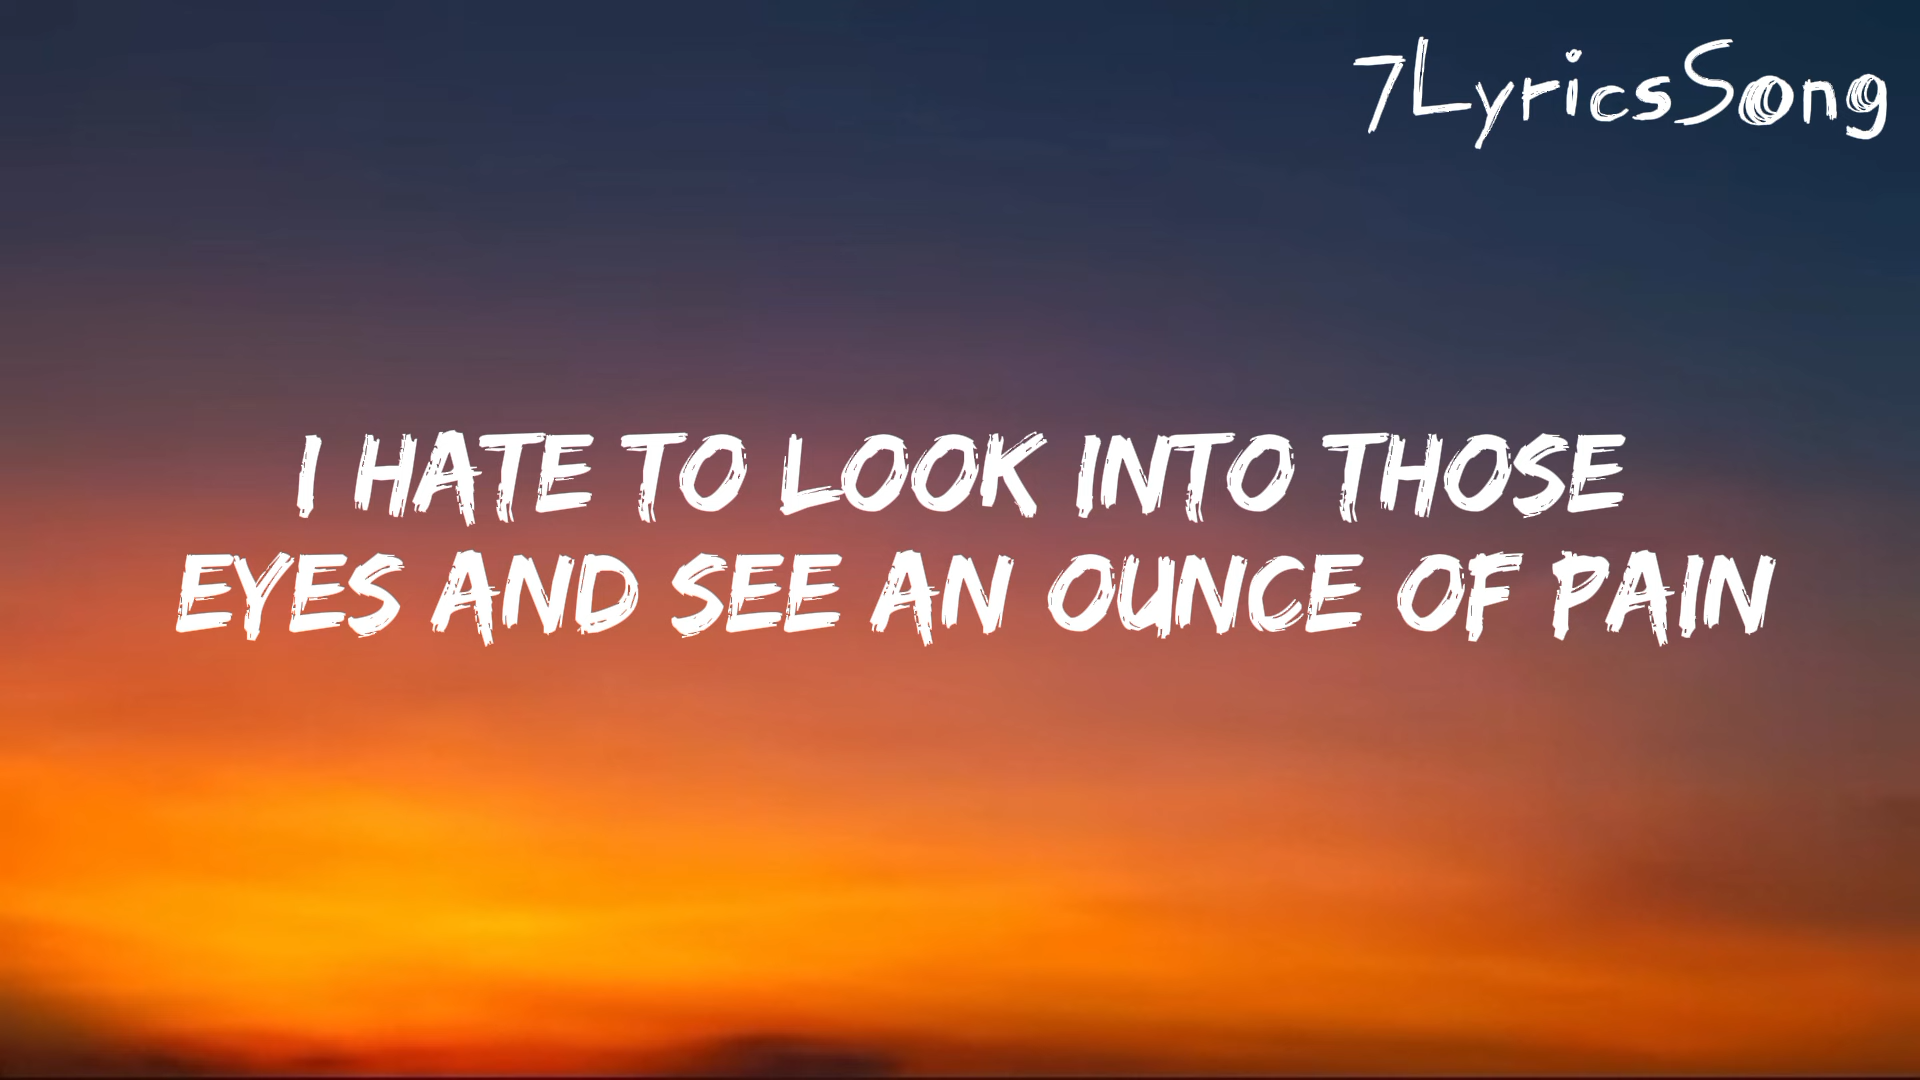 7LyricsSong
I HATE TO LOOK INTO THOSE
EYES AND SEE AN OUNCE OF PAIN